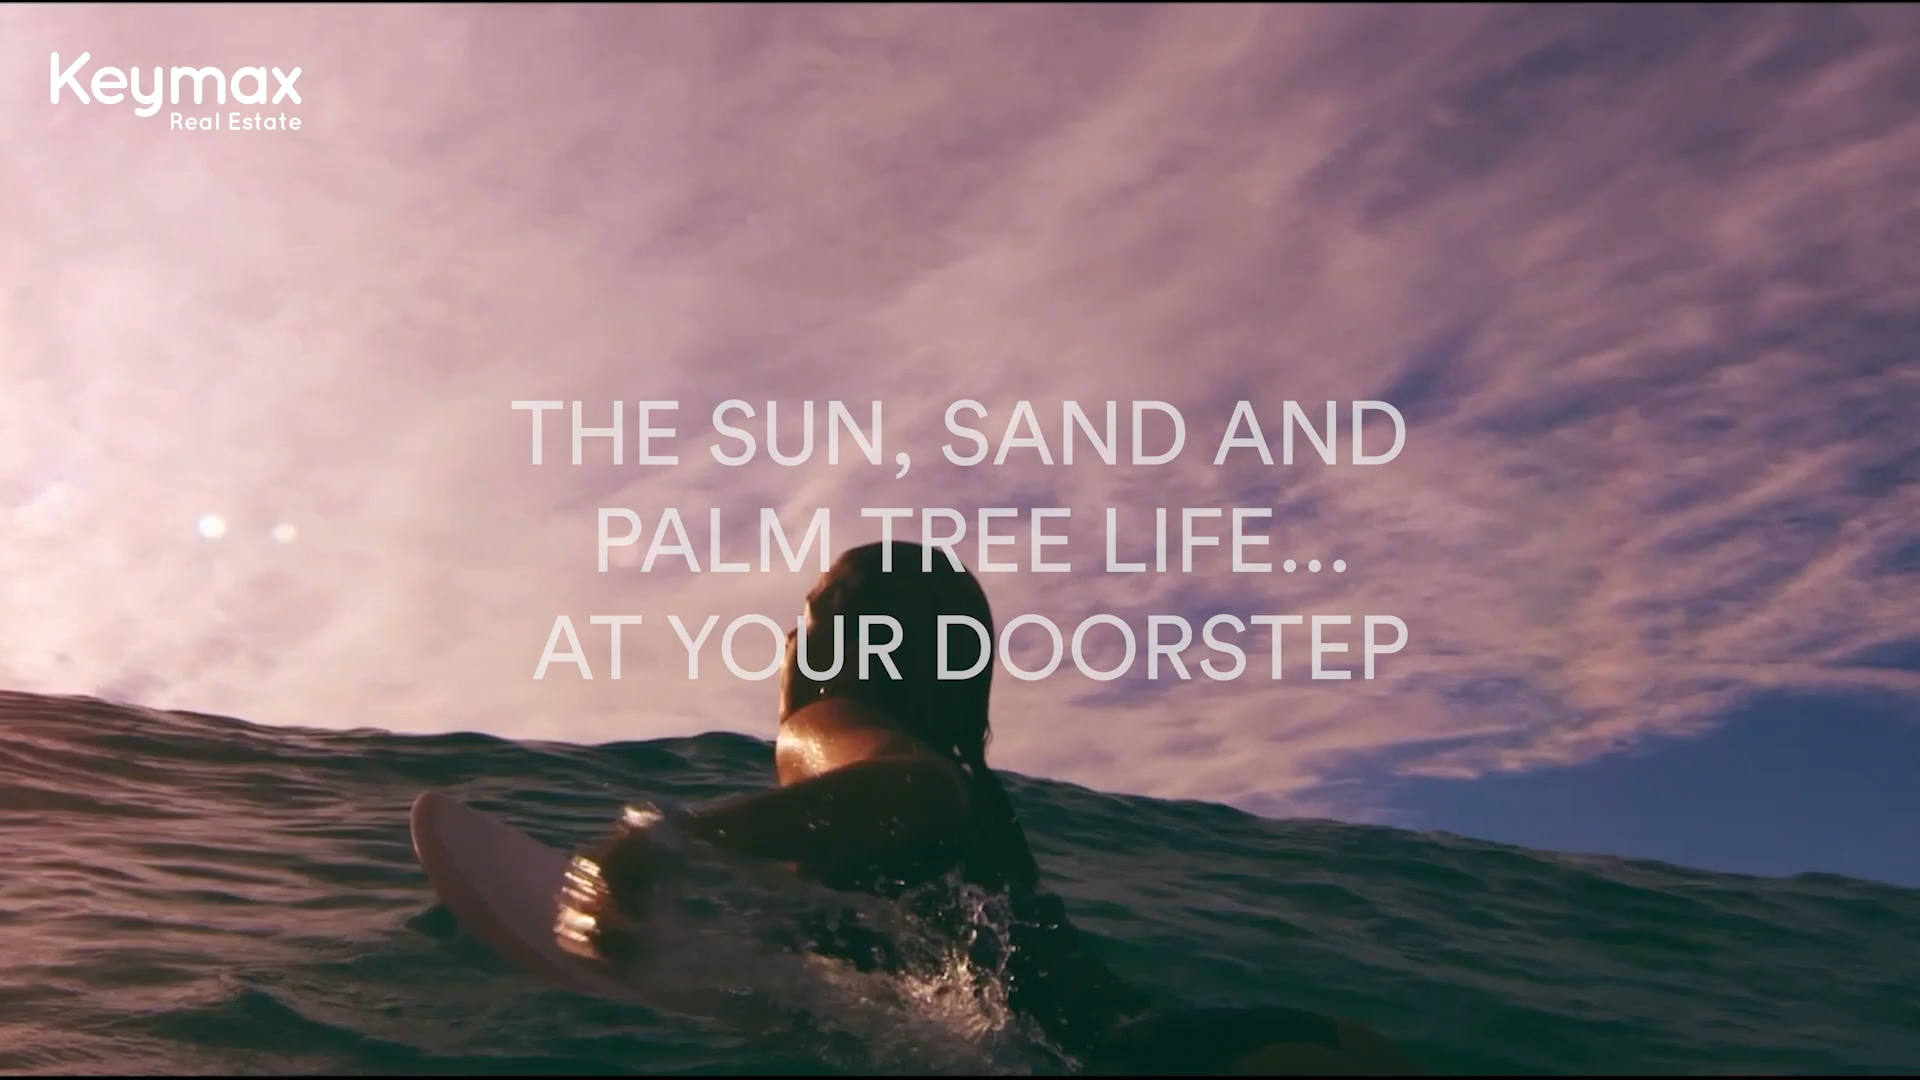 Keymax
Real Estate
THE SUN, SAND AND
PALM TREE LIFE...
AT YOUR DOORSTEP